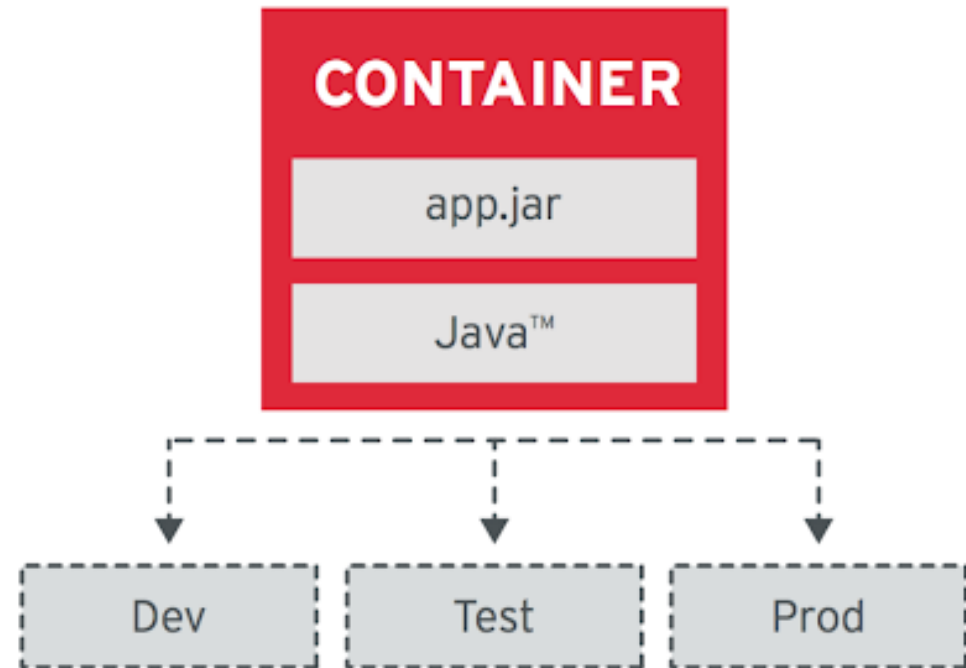 CONTAINER
app.jar
Java™
Dev
Test
Prod